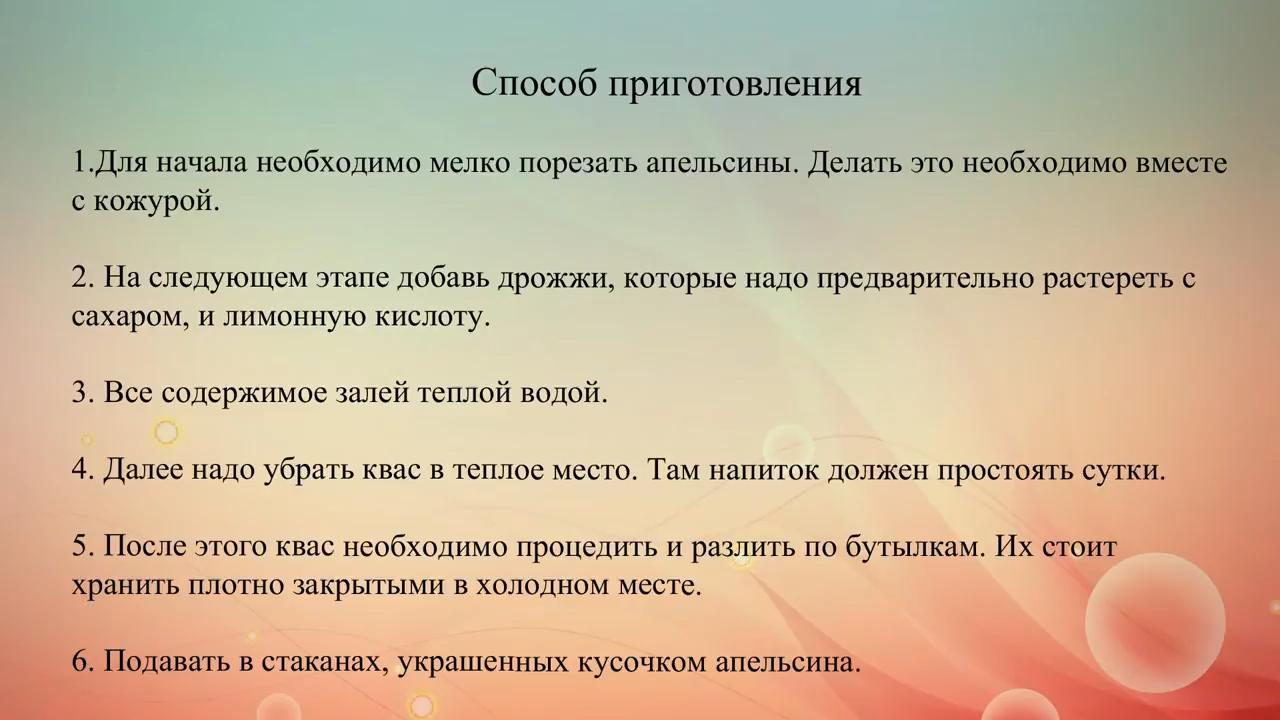 Способ приготовления
1.Для начала необходимо мелко порезать апельсины. Делать это необходимо вместе
с кожурой.
2. На следующем этапе добавь дрожжи, которые надо предварительно растереть с
сахаром, и лимонную кислоту.
3. Все содержимое залей теплой водой.
4. Далее надо убрать квас в теплое место. Там напиток должен простоять сутки.
5. После этого квас необходимо процедить и разлить по бутылкам. Их стоит
хранить плотно закрытыми в холодном месте.
6. Подавать в стаканах, украшенных кусочком апельсина.